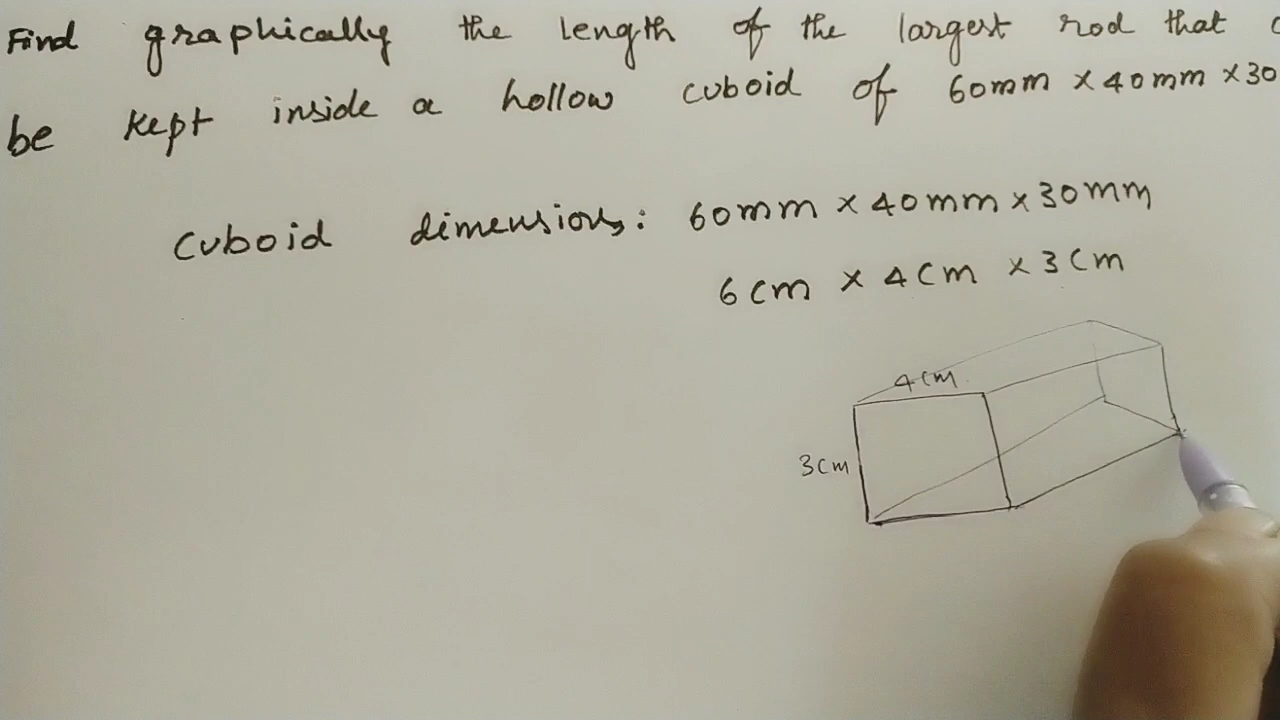 Find graphically the length of the largest rod that
be kept inside a hollow cuboid of 60mm × 40mm × 30
cuboid dimensions: 60mm × 40mm × 30mm
6cm × 4cm × 3cm
4cm
3cm